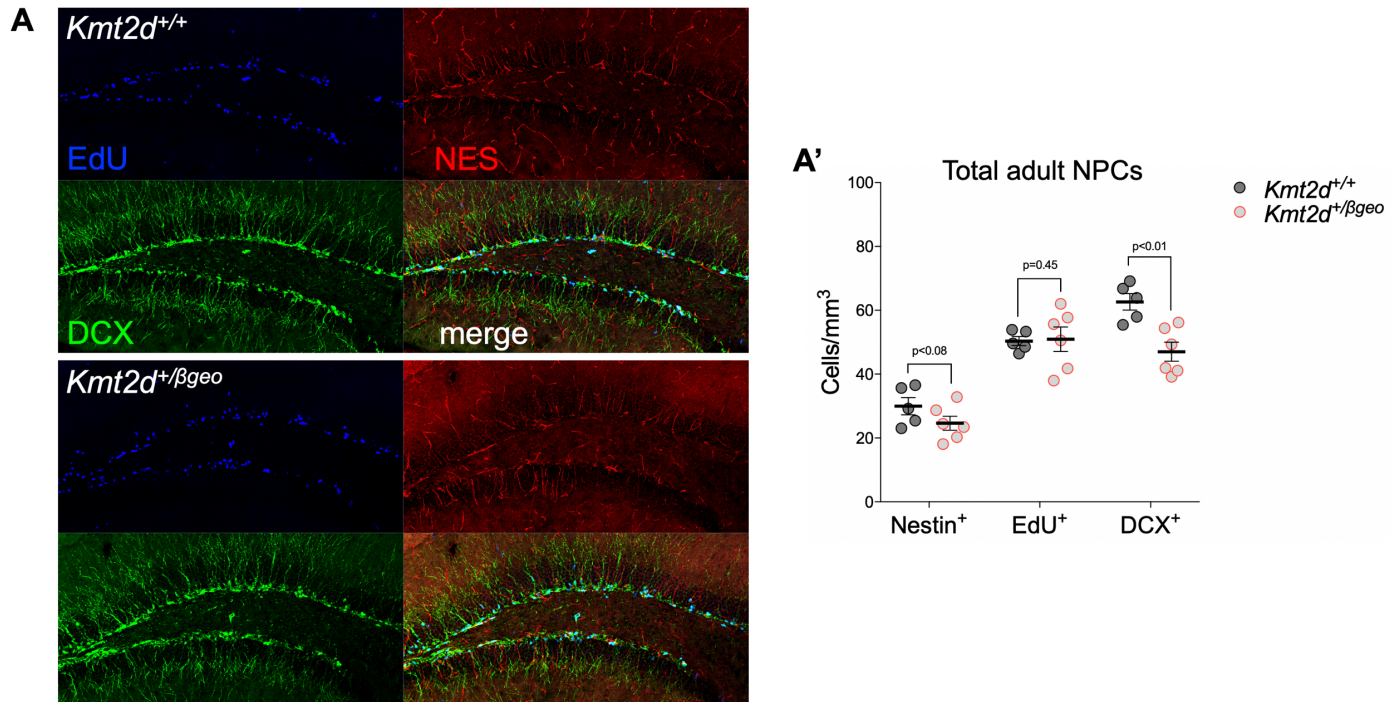 A
Kmt2d+/+
EdU
NES
DCX
merge
Kmt2d+/βgeo
A'
Total adult NPCs
Kmt2d+/+
Kmt2d+/βgeo
Cells/mm3
100
80
60
40
20
0
p<0.08
p=0.45
p<0.01
Nestin+
EdU+
DCX+